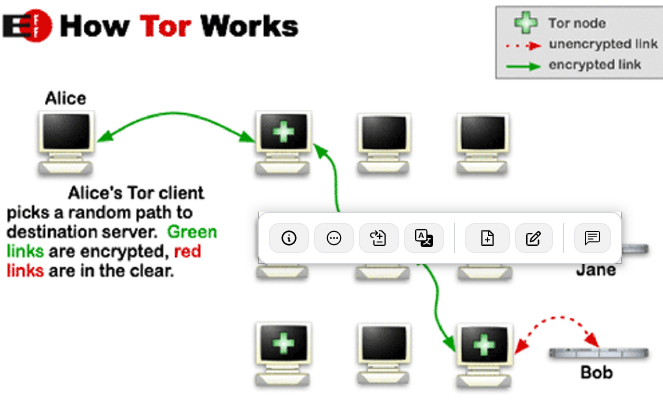 EFF How Tor Works
Tor node
unencrypted link
encrypted link
Alice
Alice's Tor client
picks a random path to
destination server. Green
links are encrypted, red
links are in the clear.
Jane
Bob